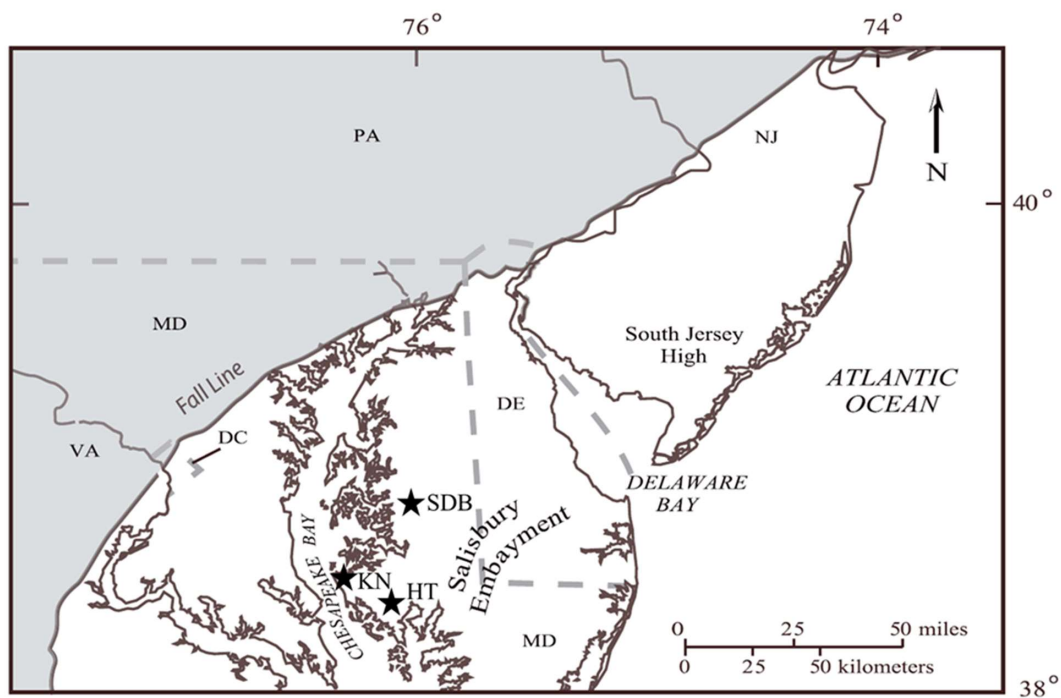 76° 74°
PA
NJ
N
40°
MD
South Jersey
High
Fall Line
ATLANTIC
OCEAN
DE
DC
VA
DELAWARE
BAY
SDB
Salisbury
Embayment
CHESAPEAKE BAY
KN
HT
MD
0 25 50 miles
0 25 50 kilometers
38°